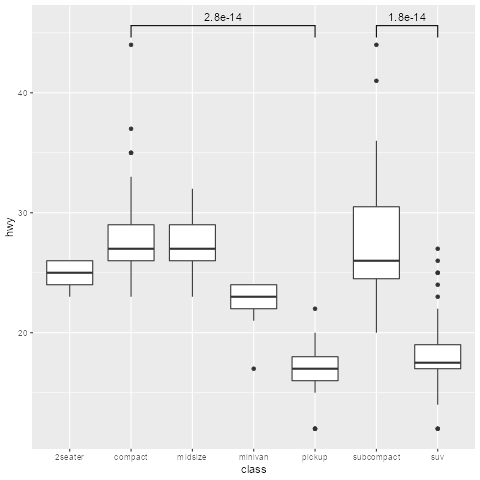 2.8e-14 1.8e-14
40
30
20
hwy
2seater compact midsize minivan pickup subcompact suv
class